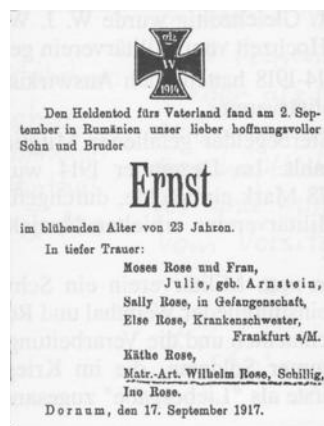 W
1914
Den Heldentod fürs Vaterland fand am 2. Sep-
tember in Rumänien unser lieber hoffnungsvoller
Sohn und Bruder
Ernst
im blühenden Alter von 23 Jahren.
In tiefer Trauer:
Moses Rose und Frau,
Julie, geb. Arnstein,
Sally Rose, in Gefangenschaft,
Else Rose, Krankenschwester,
Frankfurt a/M.
Käthe Rose,
Matr.-Art. Wilhelm Rose, Schillig,
Ino Rose.
Dornum, den 17. September 1917.